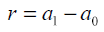 r = a₁ − a₀